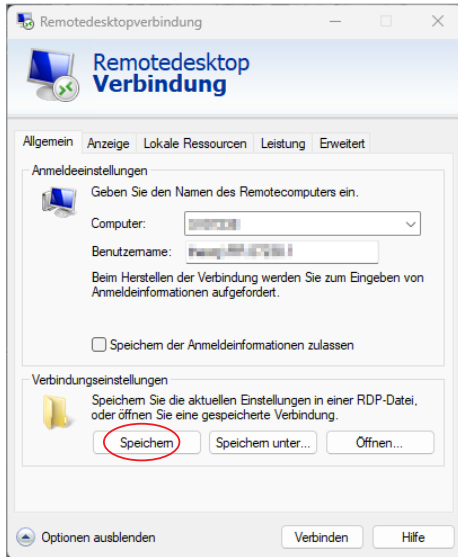 Remotedesktopverbindung
Remotedesktop
Verbindung
Allgemein Anzeige Lokale Ressourcen Leistung Erweitert
Anmeldeeinstellungen
Geben Sie den Namen des Remotecomputers ein.
Computer:
Benutzername:
Beim Herstellen der Verbindung werden Sie zum Eingeben von
Anmeldeinformationen aufgefordert.
Speichern der Anmeldeinformationen zulassen
Verbindungseinstellungen
Speichern Sie die aktuellen Einstellungen in einer RDP-Datei,
oder öffnen Sie eine gespeicherte Verbindung.
Speichern Speichern unter... Öffnen...
Optionen ausblenden Verbinden Hilfe